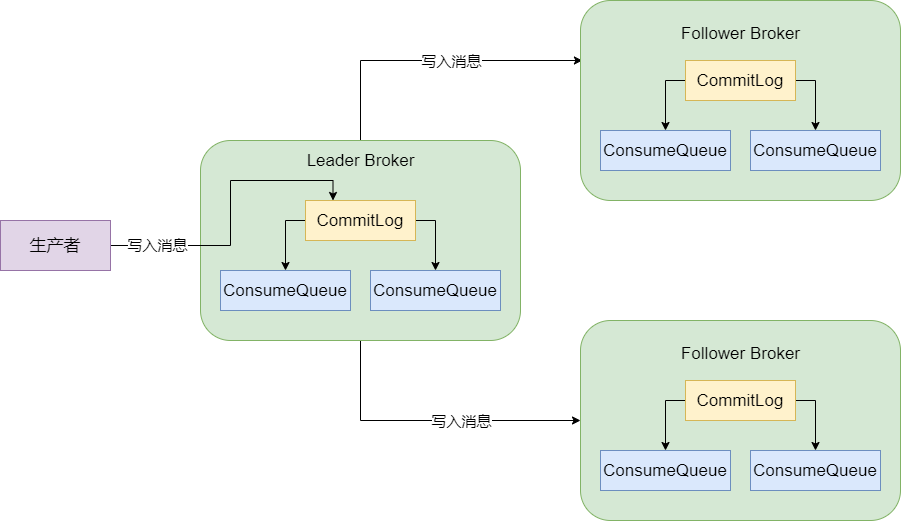 生产者
写入消息
Leader Broker
CommitLog
ConsumeQueue
ConsumeQueue
写入消息
Follower Broker
CommitLog
ConsumeQueue
ConsumeQueue
写入消息
Follower Broker
CommitLog
ConsumeQueue
ConsumeQueue